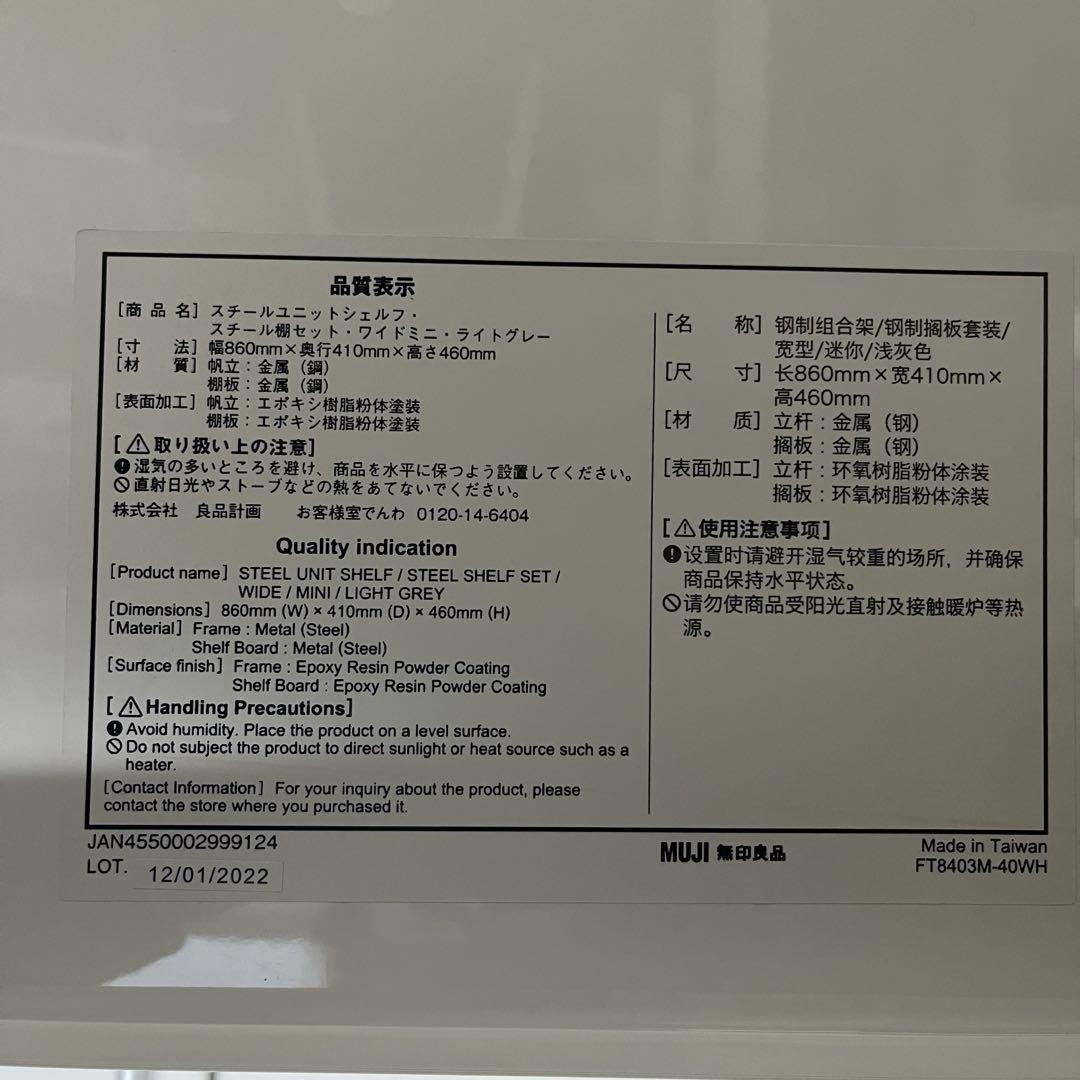 品質表示
[商 品 名] スチールユニットシェルフ・
スチール棚セット・ワイドミニ・ライトグレー
[寸 法] 幅860mm×奥行410mm×高さ460mm
[材 質] 帆立：金属（鋼）
棚板：金属（鋼）
[表面加工] 帆立：エポキシ樹脂粉体塗装
棚板：エポキシ樹脂粉体塗装
[⚠取り扱い上の注意]
湿気の多いところを避け、商品を水平に保つよう設置してください。
直射日光やストーブなどの熱をあてないでください。
株式会社 良品計画 お客様室でんわ 0120-14-6404
Quality indication
[Product name] STEEL UNIT SHELF / STEEL SHELF SET /
WIDE / MINI / LIGHT GREY
[Dimensions] 860mm (W) × 410mm (D) × 460mm (H)
[Material] Frame : Metal (Steel)
Shelf Board : Metal (Steel)
[Surface finish] Frame : Epoxy Resin Powder Coating
Shelf Board : Epoxy Resin Powder Coating
[⚠Handling Precautions]
Avoid humidity. Place the product on a level surface.
Do not subject the product to direct sunlight or heat source such as a
heater.
[Contact Information] For your inquiry about the product, please
contact the store where you purchased it.
[名 称] 钢制组合架/钢制搁板套装/
宽型/迷你/浅灰色
[尺 寸] 长860mm×宽410mm×
高460mm
[材 质] 立杆：金属（钢）
搁板：金属（钢）
[表面加工] 立杆：环氧树脂粉体涂装
搁板：环氧树脂粉体涂装
[⚠使用注意事项]
设置时请避开湿气较重的场所，并确保
商品保持水平状态。
请勿使商品受阳光直射及接触暖炉等热
源。
JAN4550002999124
LOT. 12/01/2022
MUJI 無印良品
Made in Taiwan
FT8403M-40WH